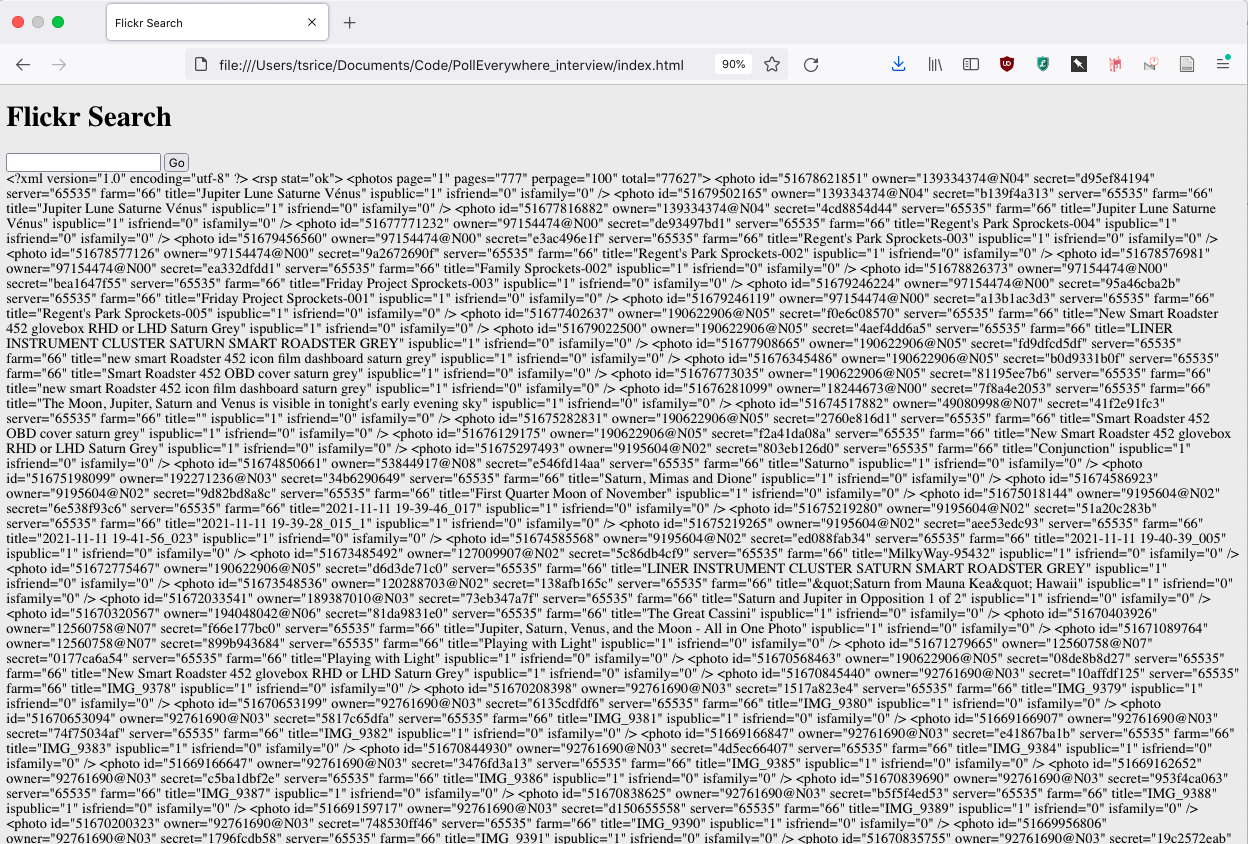 Flickr Search
file:///Users/tsrice/Documents/Code/PollEverywhere_interview/index.html
90%
Flickr Search
Go
<?xml version="1.0" encoding="utf-8" ?> <rsp stat="ok"> <photos page="1" pages="777" perpage="100" total="77627"> <photo id="51678621851" owner="139334374@N04" secret="d95ef84194"
server="65535" farm="66" title="Jupiter Lune Saturne Vénus" ispublic="1" isfriend="0" isfamily="0" /> <photo id="51679502165" owner="139334374@N04" secret="b139f4a313" server="65535" farm="66"
title="Jupiter Lune Saturne Vénus" ispublic="1" isfriend="0" isfamily="0" /> <photo id="51677816882" owner="139334374@N04" secret="4cd8854d44" server="65535" farm="66" title="Jupiter Lune Saturne
Vénus" ispublic="1" isfriend="0" isfamily="0" /> <photo id="51677771232" owner="97154474@N00" secret="de93497bd1" server="65535" farm="66" title="Regent's Park Sprockets-004" ispublic="1"
isfriend="0" isfamily="0" /> <photo id="51679456560" owner="97154474@N00" secret="e3ac496e1f" server="65535" farm="66" title="Regent's Park Sprockets-003" ispublic="1" isfriend="0" isfamily="0" />
<photo id="51678577126" owner="97154474@N00" secret="9a2672690f" server="65535" farm="66" title="Regent's Park Sprockets-002" ispublic="1" isfriend="0" isfamily="0" /> <photo id="51678576981"
owner="97154474@N00" secret="ea332dfdd1" server="65535" farm="66" title="Family Sprockets-002" ispublic="1" isfriend="0" isfamily="0" /> <photo id="51678826373" owner="97154474@N00"
secret="bea1647f55" server="65535" farm="66" title="Friday Project Sprockets-003" ispublic="1" isfriend="0" isfamily="0" /> <photo id="51679246224" owner="97154474@N00" secret="95a46cba2b"
server="65535" farm="66" title="Friday Project Sprockets-001" ispublic="1" isfriend="0" isfamily="0" /> <photo id="51679246119" owner="97154474@N00" secret="a13b1ac3d3" server="65535" farm="66"
title="Regent's Park Sprockets-005" ispublic="1" isfriend="0" isfamily="0" /> <photo id="51677402637" owner="190622906@N05" secret="f0e6c08570" server="65535" farm="66" title="New Smart Roadster
452 glovebox RHD or LHD Saturn Grey" ispublic="1" isfriend="0" isfamily="0" /> <photo id="51679022500" owner="190622906@N05" secret="4aef4dd6a5" server="65535" farm="66" title="LINER
INSTRUMENT CLUSTER SATURN SMART ROADSTER GREY" ispublic="1" isfriend="0" isfamily="0" /> <photo id="51677908665" owner="190622906@N05" secret="fd9dfcd5df" server="65535"
farm="66" title="new smart Roadster 452 icon film dashboard saturn grey" ispublic="1" isfriend="0" isfamily="0" /> <photo id="51676345486" owner="190622906@N05" secret="b0d9331b0f" server="65535"
farm="66" title="Smart Roadster 452 OBD cover saturn grey" ispublic="1" isfriend="0" isfamily="0" /> <photo id="51676773035" owner="190622906@N05" secret="81195ee7b6" server="65535" farm="66"
title="new smart Roadster 452 icon film dashboard saturn grey" ispublic="1" isfriend="0" isfamily="0" /> <photo id="51676281099" owner="18244673@N00" secret="7f8a4e2053" server="65535" farm="66"
title="The Moon, Jupiter, Saturn and Venus is visible in tonight's early evening sky" ispublic="1" isfriend="0" isfamily="0" /> <photo id="51674517882" owner="49080998@N07" secret="41f2e91fc3"
server="65535" farm="66" title="" ispublic="1" isfriend="0" isfamily="0" /> <photo id="51675282831" owner="190622906@N05" secret="2760e816d1" server="65535" farm="66" title="Smart Roadster 452
OBD cover saturn grey" ispublic="1" isfriend="0" isfamily="0" /> <photo id="51676129175" owner="190622906@N05" secret="f2a41da08a" server="65535" farm="66" title="New Smart Roadster 452 glovebox
RHD or LHD Saturn Grey" ispublic="1" isfriend="0" isfamily="0" /> <photo id="51675297493" owner="9195604@N02" secret="803eb126d0" server="65535" farm="66" title="Conjunction" ispublic="1"
isfriend="0" isfamily="0" /> <photo id="51674850661" owner="53844917@N08" secret="e546fd14aa" server="65535" farm="66" title="Saturno" ispublic="1" isfriend="0" isfamily="0" /> <photo
id="51675198099" owner="192271236@N03" secret="34b6290649" server="65535" farm="66" title="Saturn, Mimas and Dione" ispublic="1" isfriend="0" isfamily="0" /> <photo id="51674586923"
owner="9195604@N02" secret="9d82bd8a8c" server="65535" farm="66" title="First Quarter Moon of November" ispublic="1" isfriend="0" isfamily="0" /> <photo id="51675018144" owner="9195604@N02"
secret="6e538f93c6" server="65535" farm="66" title="2021-11-11 19-39-46_017" ispublic="1" isfriend="0" isfamily="0" /> <photo id="51675219280" owner="9195604@N02" secret="51a20c283b"
server="65535" farm="66" title="2021-11-11 19-39-28_015_1" ispublic="1" isfriend="0" isfamily="0" /> <photo id="51675219265" owner="9195604@N02" secret="aee53edc93" server="65535" farm="66"
title="2021-11-11 19-41-56_023" ispublic="1" isfriend="0" isfamily="0" /> <photo id="51674585568" owner="9195604@N02" secret="ed088fab34" server="65535" farm="66" title="2021-11-11 19-40-39_005"
ispublic="1" isfriend="0" isfamily="0" /> <photo id="51673485492" owner="127009907@N02" secret="5c86db4cf9" server="65535" farm="66" title="MilkyWay-95432" ispublic="1" isfriend="0" isfamily="0" />
<photo id="51672775467" owner="190622906@N05" secret="d6d3de71c0" server="65535" farm="66" title="LINER INSTRUMENT CLUSTER SATURN SMART ROADSTER GREY" ispublic="1"
isfriend="0" isfamily="0" /> <photo id="51673548536" owner="120288703@N02" secret="138afb165c" server="65535" farm="66" title="&quot;Saturn from Mauna Kea&quot; Hawaii" ispublic="1" isfriend="0"
isfamily="0" /> <photo id="51672033541" owner="189387010@N03" secret="73eb347a7f" server="65535" farm="66" title="Saturn and Jupiter in Opposition 1 of 2" ispublic="1" isfriend="0" isfamily="0" />
<photo id="51670320567" owner="194048042@N06" secret="81da9831e0" server="65535" farm="66" title="The Great Cassini" ispublic="1" isfriend="0" isfamily="0" /> <photo id="51670403926"
owner="12560758@N07" secret="f66e177bc0" server="65535" farm="66" title="Jupiter, Saturn, Venus, and the Moon - All in One Photo" ispublic="1" isfriend="0" isfamily="0" /> <photo id="51671089764"
owner="12560758@N07" secret="899b943684" server="65535" farm="66" title="Playing with Light" ispublic="1" isfriend="0" isfamily="0" /> <photo id="51671279665" owner="12560758@N07"
secret="0177ca6a54" server="65535" farm="66" title="Playing with Light" ispublic="1" isfriend="0" isfamily="0" /> <photo id="51670568463" owner="190622906@N05" secret="08de8b8d27" server="65535"
farm="66" title="New Smart Roadster 452 glovebox RHD or LHD Saturn Grey" ispublic="1" isfriend="0" isfamily="0" /> <photo id="51670845440" owner="92761690@N03" secret="10affdf125" server="65535"
farm="66" title="IMG_9378" ispublic="1" isfriend="0" isfamily="0" /> <photo id="51670208398" owner="92761690@N03" secret="1517a823e4" server="65535" farm="66" title="IMG_9379" ispublic="1"
isfriend="0" isfamily="0" /> <photo id="51670653199" owner="92761690@N03" secret="6135cdfdf6" server="65535" farm="66" title="IMG_9380" ispublic="1" isfriend="0" isfamily="0" /> <photo
id="51670653094" owner="92761690@N03" secret="5817c65dfa" server="65535" farm="66" title="IMG_9381" ispublic="1" isfriend="0" isfamily="0" /> <photo id="51669166907" owner="92761690@N03"
secret="74f75034af" server="65535" farm="66" title="IMG_9382" ispublic="1" isfriend="0" isfamily="0" /> <photo id="51669166847" owner="92761690@N03" secret="e41867ba1b" server="65535" farm="66"
title="IMG_9383" ispublic="1" isfriend="0" isfamily="0" /> <photo id="51670844930" owner="92761690@N03" secret="4d5ec66407" server="65535" farm="66" title="IMG_9384" ispublic="1" isfriend="0"
isfamily="0" /> <photo id="51669166647" owner="92761690@N03" secret="3476fd3a13" server="65535" farm="66" title="IMG_9385" ispublic="1" isfriend="0" isfamily="0" /> <photo id="51669162652"
owner="92761690@N03" secret="c5ba1dbf2e" server="65535" farm="66" title="IMG_9386" ispublic="1" isfriend="0" isfamily="0" /> <photo id="51670839690" owner="92761690@N03" secret="953f4ca063"
server="65535" farm="66" title="IMG_9387" ispublic="1" isfriend="0" isfamily="0" /> <photo id="51670838625" owner="92761690@N03" secret="b5f5f4ed53" server="65535" farm="66" title="IMG_9388"
ispublic="1" isfriend="0" isfamily="0" /> <photo id="51669159717" owner="92761690@N03" secret="d150655558" server="65535" farm="66" title="IMG_9389" ispublic="1" isfriend="0" isfamily="0" />
<photo id="51670200323" owner="92761690@N03" secret="748530ff46" server="65535" farm="66" title="IMG_9390" ispublic="1" isfriend="0" isfamily="0" /> <photo id="51669956806"
owner="92761690@N03" secret="1796fcdb58" server="65535" farm="66" title="IMG_9391" ispublic="1" isfriend="0" isfamily="0" /> <photo id="51670835755" owner="92761690@N03" secret="19c2572eab"